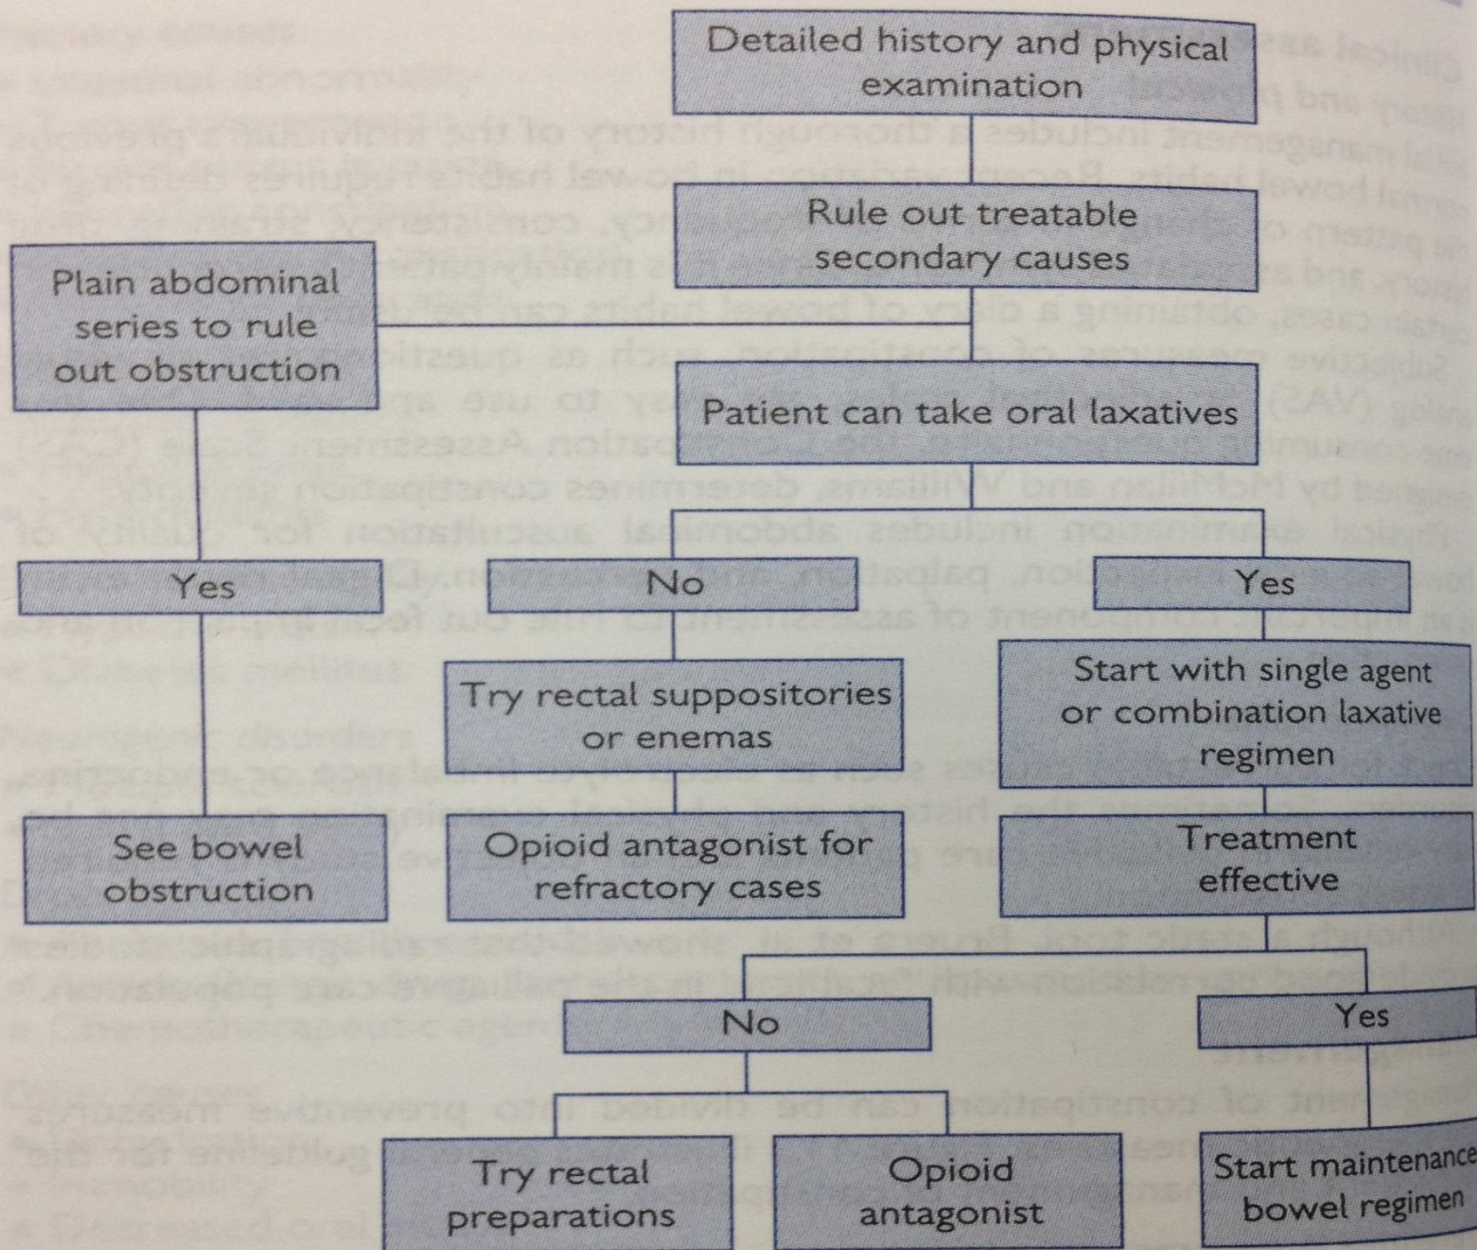 Detailed history and physical
examination
Rule out treatable
secondary causes
Plain abdominal
series to rule
out obstruction
Patient can take oral laxatives
Yes
No
Yes
Try rectal suppositories
or enemas
Start with single agent
or combination laxative
regimen
See bowel
obstruction
Opioid antagonist for
refractory cases
Treatment
effective
No
Yes
Try rectal
preparations
Opioid
antagonist
Start maintenance
bowel regimen